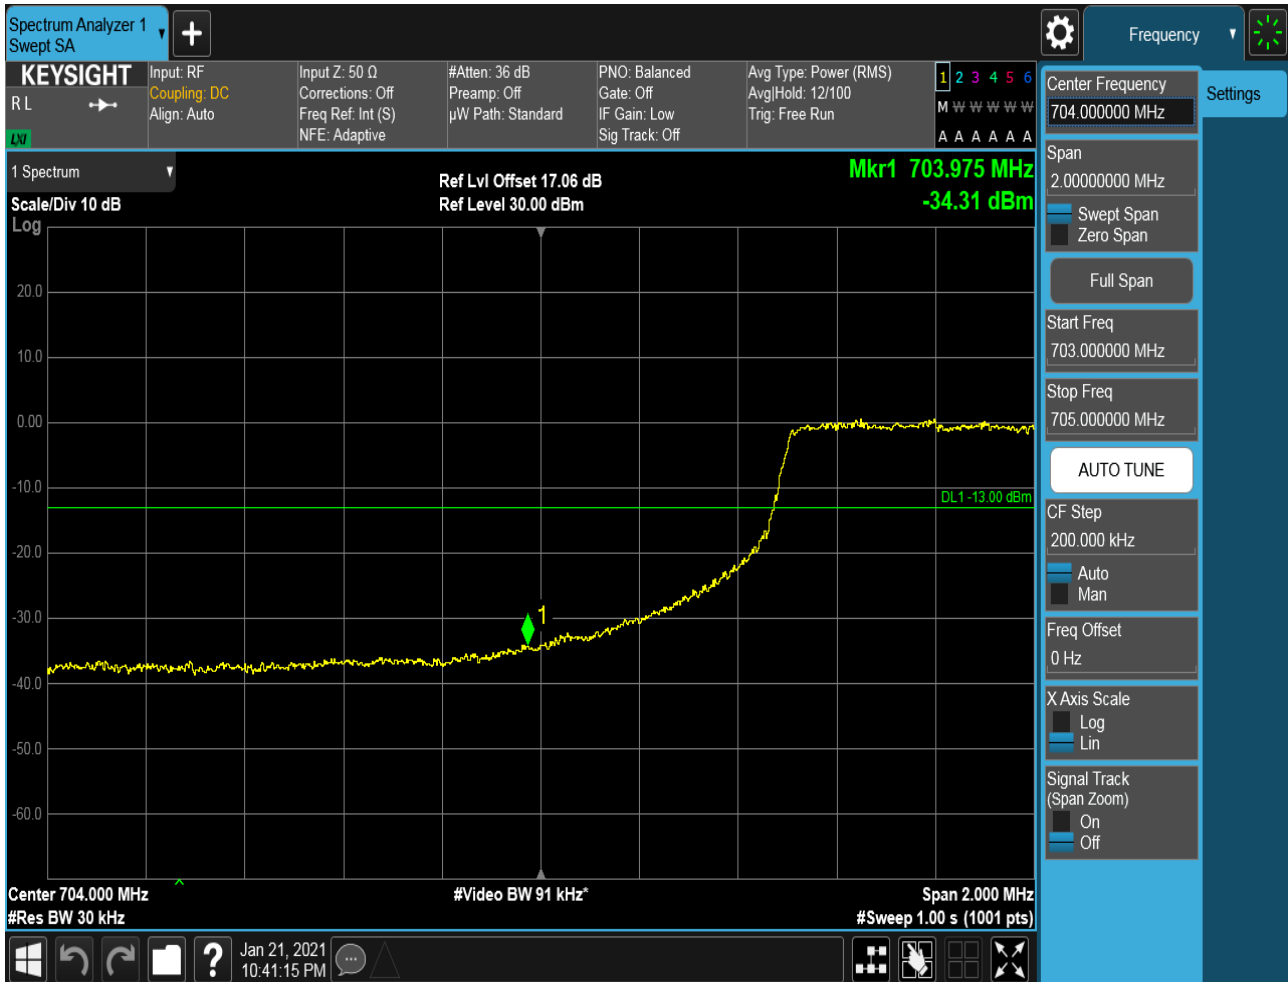 Spectrum Analyzer 1
Swept SA
+
Frequency
KEYSIGHT
R L
LXI
Input: RF
Coupling: DC
Align: Auto
Input Z: 50 Ω
Corrections: Off
Freq Ref: Int (S)
NFE: Adaptive
#Atten: 36 dB
Preamp: Off
µW Path: Standard
PNO: Balanced
Gate: Off
IF Gain: Low
Sig Track: Off
Avg Type: Power (RMS)
Avg|Hold: 12/100
Trig: Free Run
1 2 3 4 5 6
M W W W W W
A A A A A A
1 Spectrum
Scale/Div 10 dB
Log
Ref Lvl Offset 17.06 dB
Ref Level 30.00 dBm
Mkr1 703.975 MHz
-34.31 dBm
20.0
10.0
0.00
-10.0
DL1 -13.00 dBm
-20.0
-30.0
1
-40.0
-50.0
-60.0
Center 704.000 MHz
#Res BW 30 kHz
#Video BW 91 kHz*
Span 2.000 MHz
#Sweep 1.00 s (1001 pts)
Center Frequency
704.000000 MHz
Settings
Span
2.00000000 MHz
Swept Span
Zero Span
Full Span
Start Freq
703.000000 MHz
Stop Freq
705.000000 MHz
AUTO TUNE
CF Step
200.000 kHz
Auto
Man
Freq Offset
0 Hz
X Axis Scale
Log
Lin
Signal Track
(Span Zoom)
On
Off
?
Jan 21, 2021
10:41:15 PM